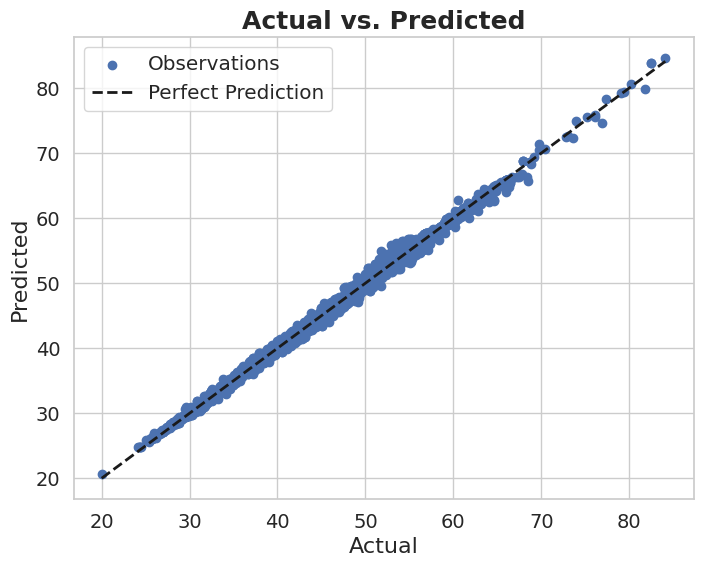 Actual vs. Predicted
Observations
Perfect Prediction
80
70
60
50
40
30
20
Predicted
20 30 40 50 60 70 80
Actual